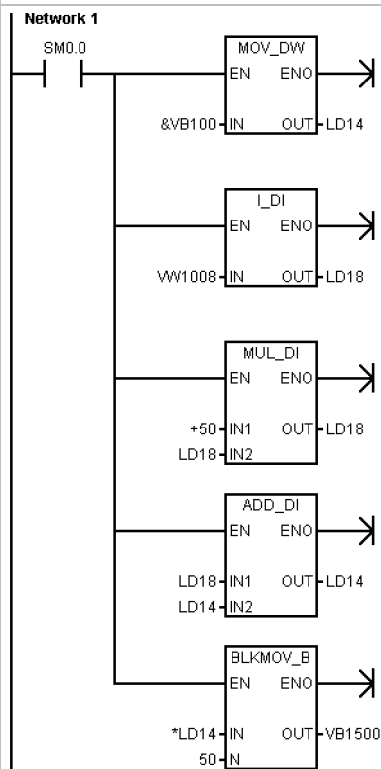 Network 1
SM0.0
MOV_DW
EN ENO
&VB100 IN OUT LD14
I_DI
EN ENO
VW1008 IN OUT LD18
MUL_DI
EN ENO
+50 IN1 OUT LD18
LD18 IN2
ADD_DI
EN ENO
LD18 IN1 OUT LD14
LD14 IN2
BLKMOV_B
EN ENO
*LD14 IN OUT VB1500
50 N